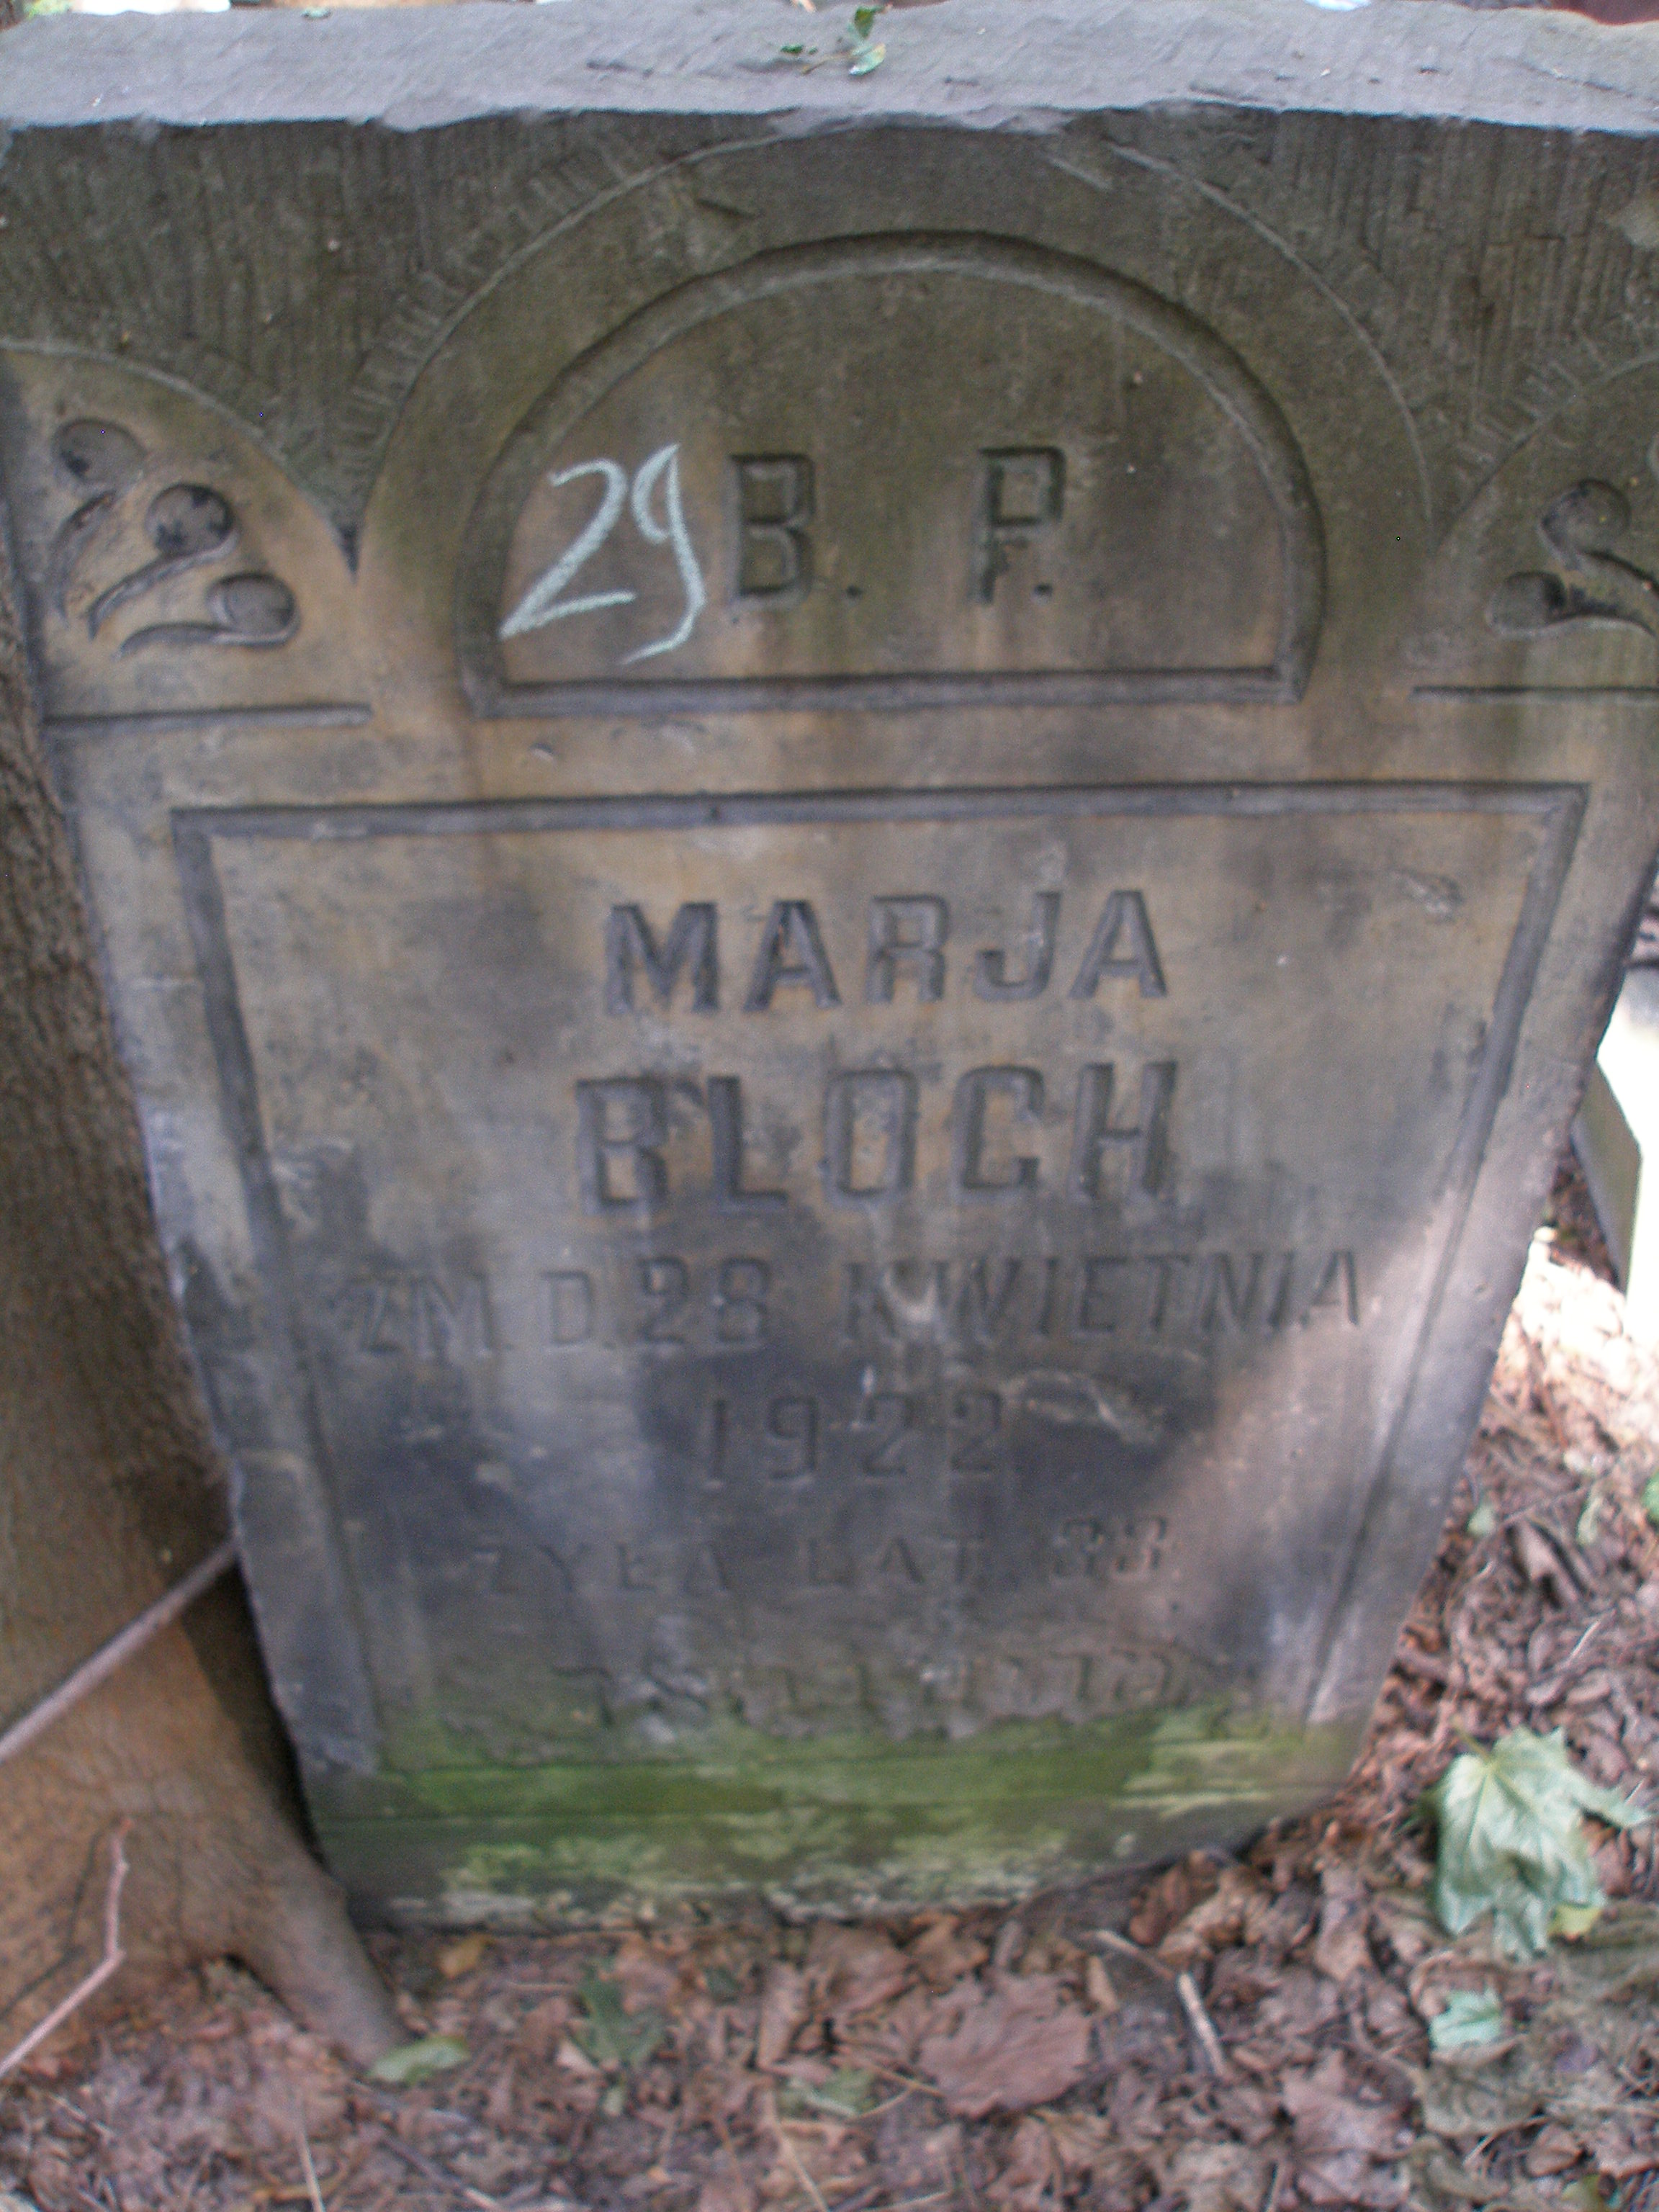 29 B. P.
MARJA
BLOCH
ZM. D. 28 KWIETNIA
1922
ŻYŁA LAT